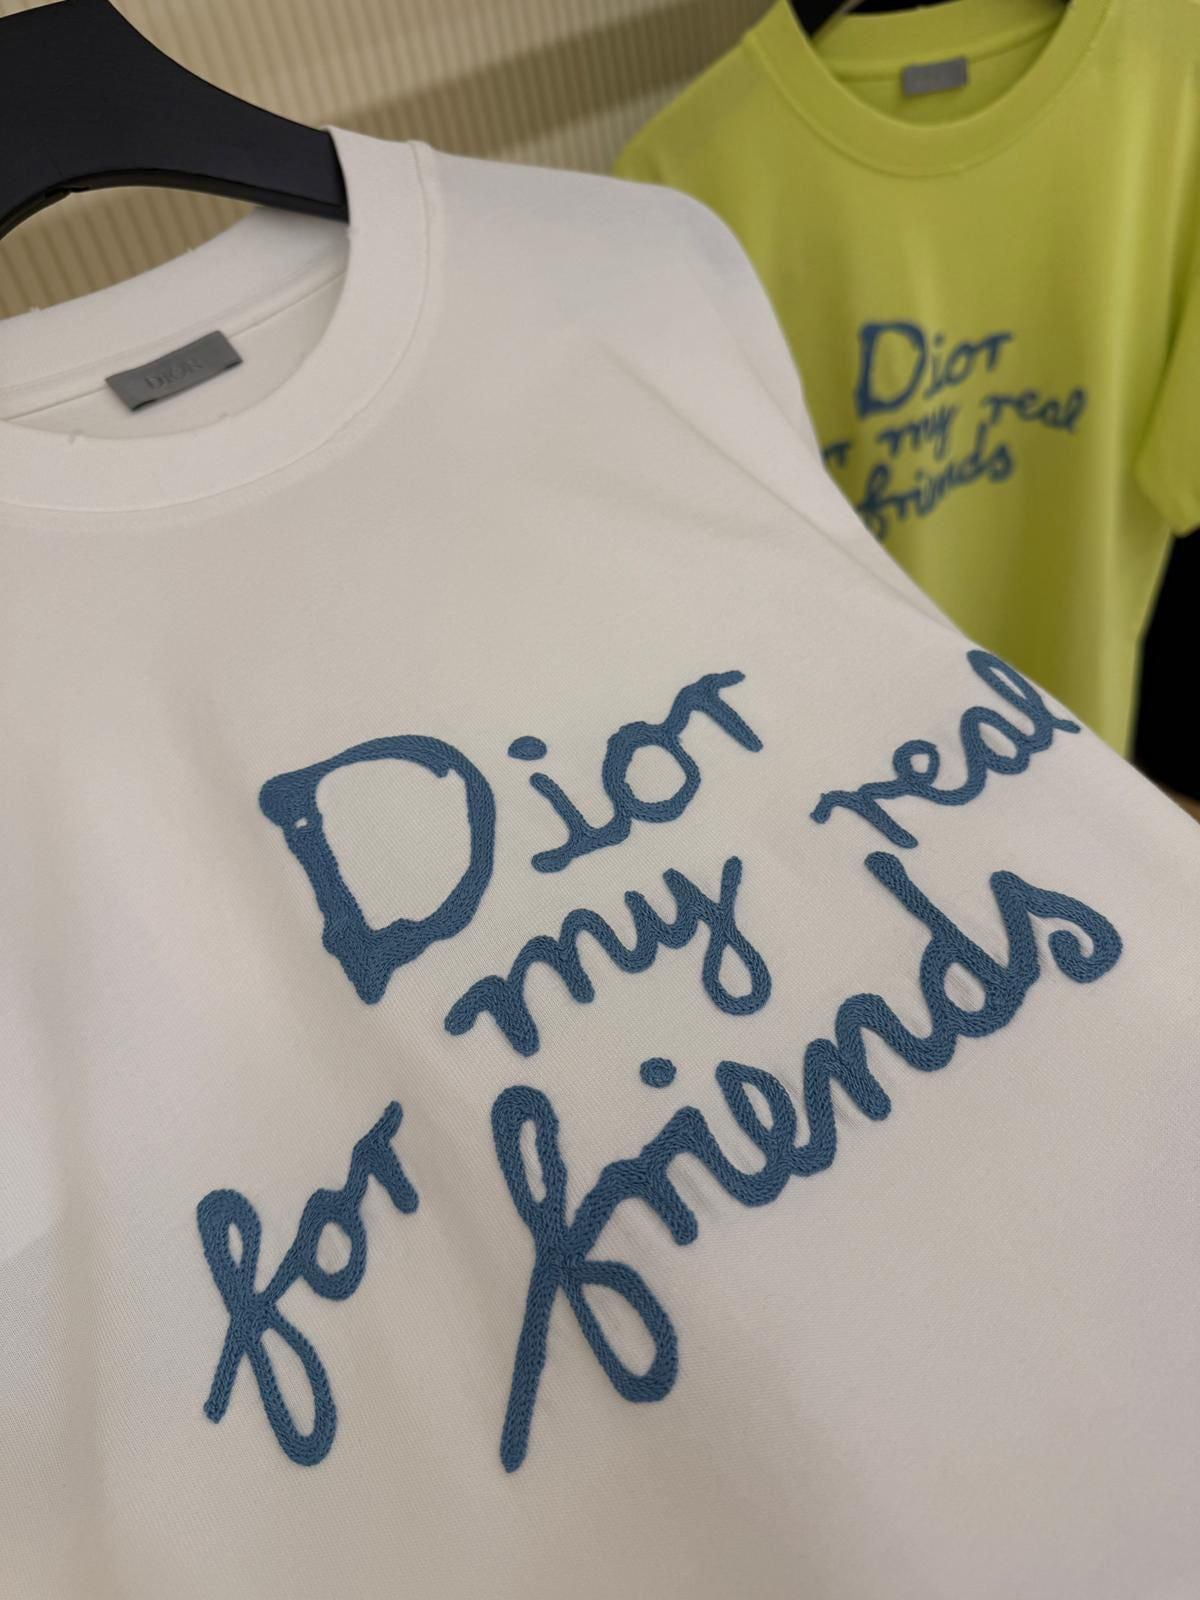 DIOR
Dior
for my real
friends
Dior
my real
friends